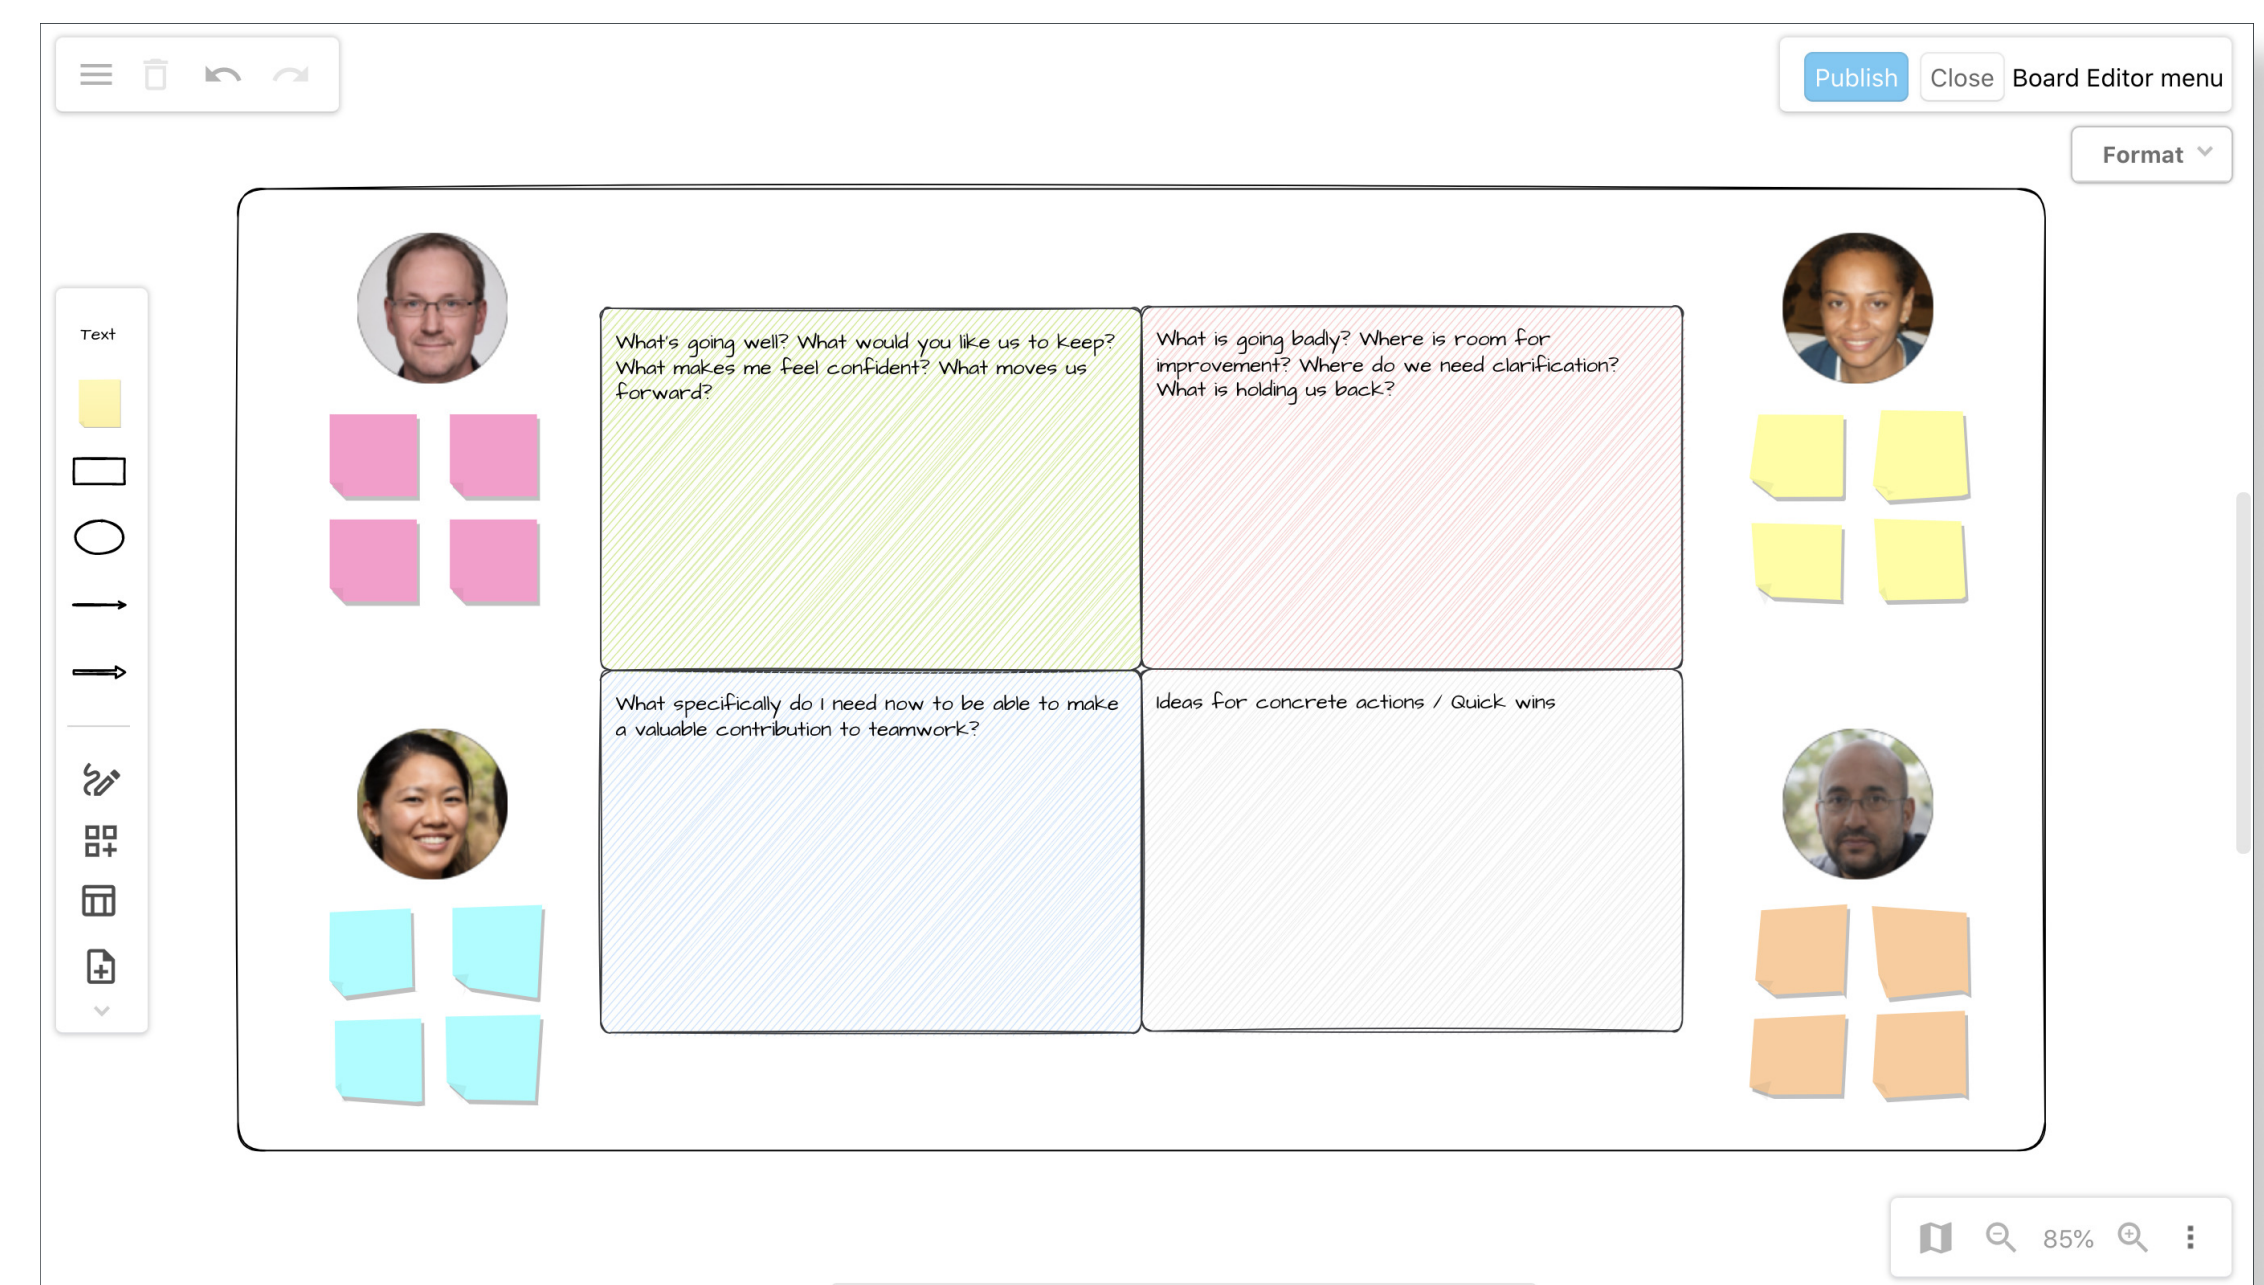 Publish
Close
Board Editor menu
Format
Text
What's going well? What would you like us to keep?
What makes me feel confident? What moves us
forward?
What is going badly? Where is room for
improvement? Where do we need clarification?
What is holding us back?
What specifically do I need now to be able to make
a valuable contribution to teamwork?
Ideas for concrete actions / Quick wins
85%